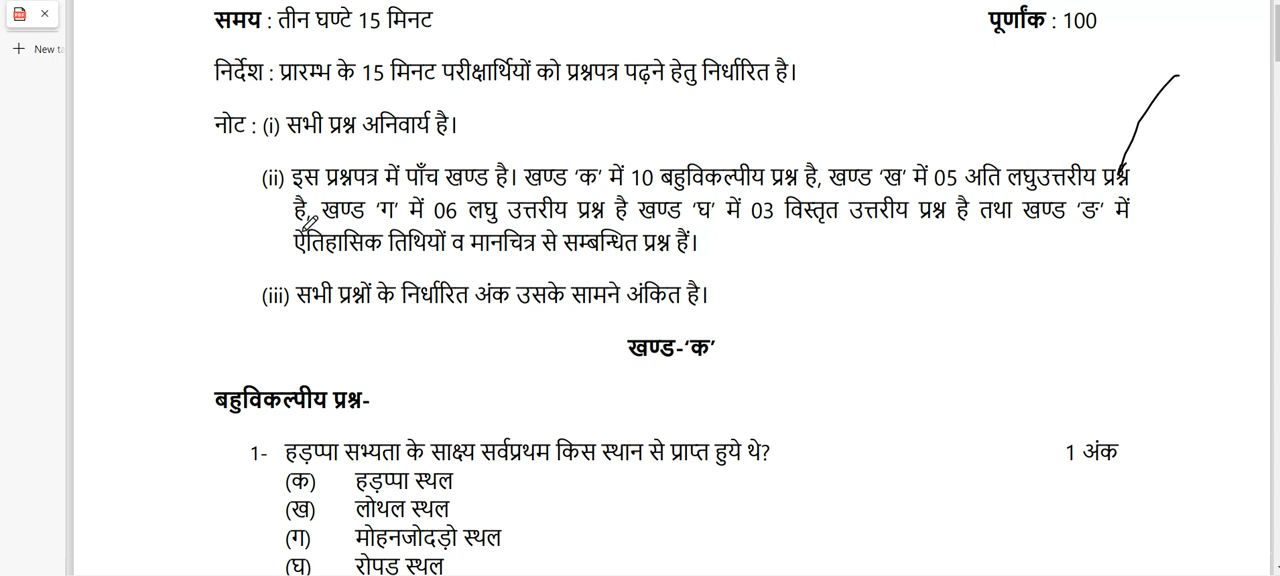 New
समय : तीन घण्टे 15 मिनट पूर्णांक : 100
निर्देश : प्रारम्भ के 15 मिनट परीक्षार्थियों को प्रश्नपत्र पढ़ने हेतु निर्धारित है।
नोट : (i) सभी प्रश्न अनिवार्य है।
(ii) इस प्रश्नपत्र में पाँच खण्ड है। खण्ड ‘क’ में 10 बहुविकल्पीय प्रश्न है, खण्ड ‘ख’ में 05 अति लघुउत्तरीय प्रश्न
है, खण्ड ‘ग’ में 06 लघु उत्तरीय प्रश्न है खण्ड ‘घ’ में 03 विस्तृत उत्तरीय प्रश्न है तथा खण्ड ‘ङ’ में
ऐतिहासिक तिथियों व मानचित्र से सम्बन्धित प्रश्न हैं।
(iii) सभी प्रश्नों के निर्धारित अंक उसके सामने अंकित है।
खण्ड-‘क’
बहुविकल्पीय प्रश्न-
1- हड़प्पा सभ्यता के साक्ष्य सर्वप्रथम किस स्थान से प्राप्त हुये थे? 1 अंक
(क) हड़प्पा स्थल
(ख) लोथल स्थल
(ग) मोहनजोदड़ो स्थल
(घ) रोपड़ स्थल